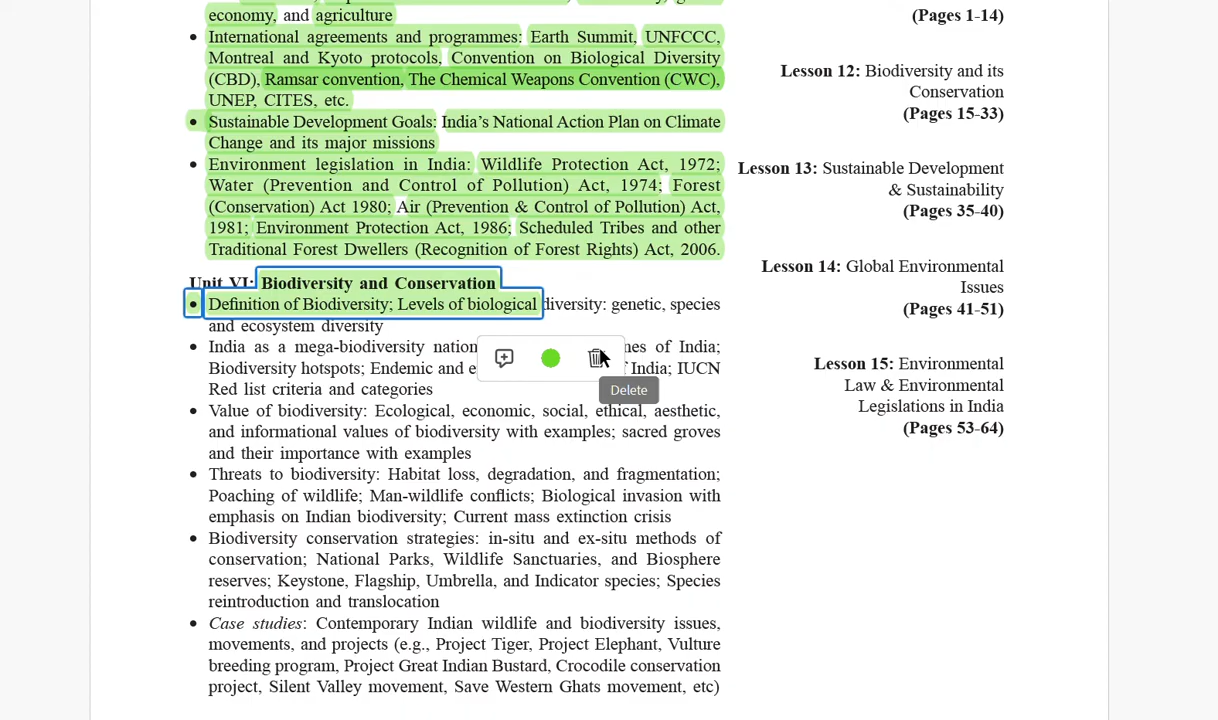 economy, and agriculture
• International agreements and programmes: Earth Summit, UNFCCC,
Montreal and Kyoto protocols, Convention on Biological Diversity
(CBD), Ramsar convention, The Chemical Weapons Convention (CWC),
UNEP, CITES, etc.
• Sustainable Development Goals: India's National Action Plan on Climate
Change and its major missions
• Environment legislation in India: Wildlife Protection Act, 1972;
Water (Prevention and Control of Pollution) Act, 1974; Forest
(Conservation) Act 1980; Air (Prevention & Control of Pollution) Act,
1981; Environment Protection Act, 1986; Scheduled Tribes and other
Traditional Forest Dwellers (Recognition of Forest Rights) Act, 2006.
Unit VI: Biodiversity and Conservation
• Definition of Biodiversity; Levels of biological diversity: genetic, species
and ecosystem diversity
• India as a mega-biodiversity nation of India;
Biodiversity hotspots; Endemic and India; IUCN
Red list criteria and categories
Delete
• Value of biodiversity: Ecological, economic, social, ethical, aesthetic,
and informational values of biodiversity with examples; sacred groves
and their importance with examples
• Threats to biodiversity: Habitat loss, degradation, and fragmentation;
Poaching of wildlife; Man-wildlife conflicts; Biological invasion with
emphasis on Indian biodiversity; Current mass extinction crisis
• Biodiversity conservation strategies: in-situ and ex-situ methods of
conservation; National Parks, Wildlife Sanctuaries, and Biosphere
reserves; Keystone, Flagship, Umbrella, and Indicator species; Species
reintroduction and translocation
• Case studies: Contemporary Indian wildlife and biodiversity issues,
movements, and projects (e.g., Project Tiger, Project Elephant, Vulture
breeding program, Project Great Indian Bustard, Crocodile conservation
project, Silent Valley movement, Save Western Ghats movement, etc)
(Pages 1-14)
Lesson 12: Biodiversity and its
Conservation
(Pages 15-33)
Lesson 13: Sustainable Development
& Sustainability
(Pages 35-40)
Lesson 14: Global Environmental
Issues
(Pages 41-51)
Lesson 15: Environmental
Law & Environmental
Legislations in India
(Pages 53-64)